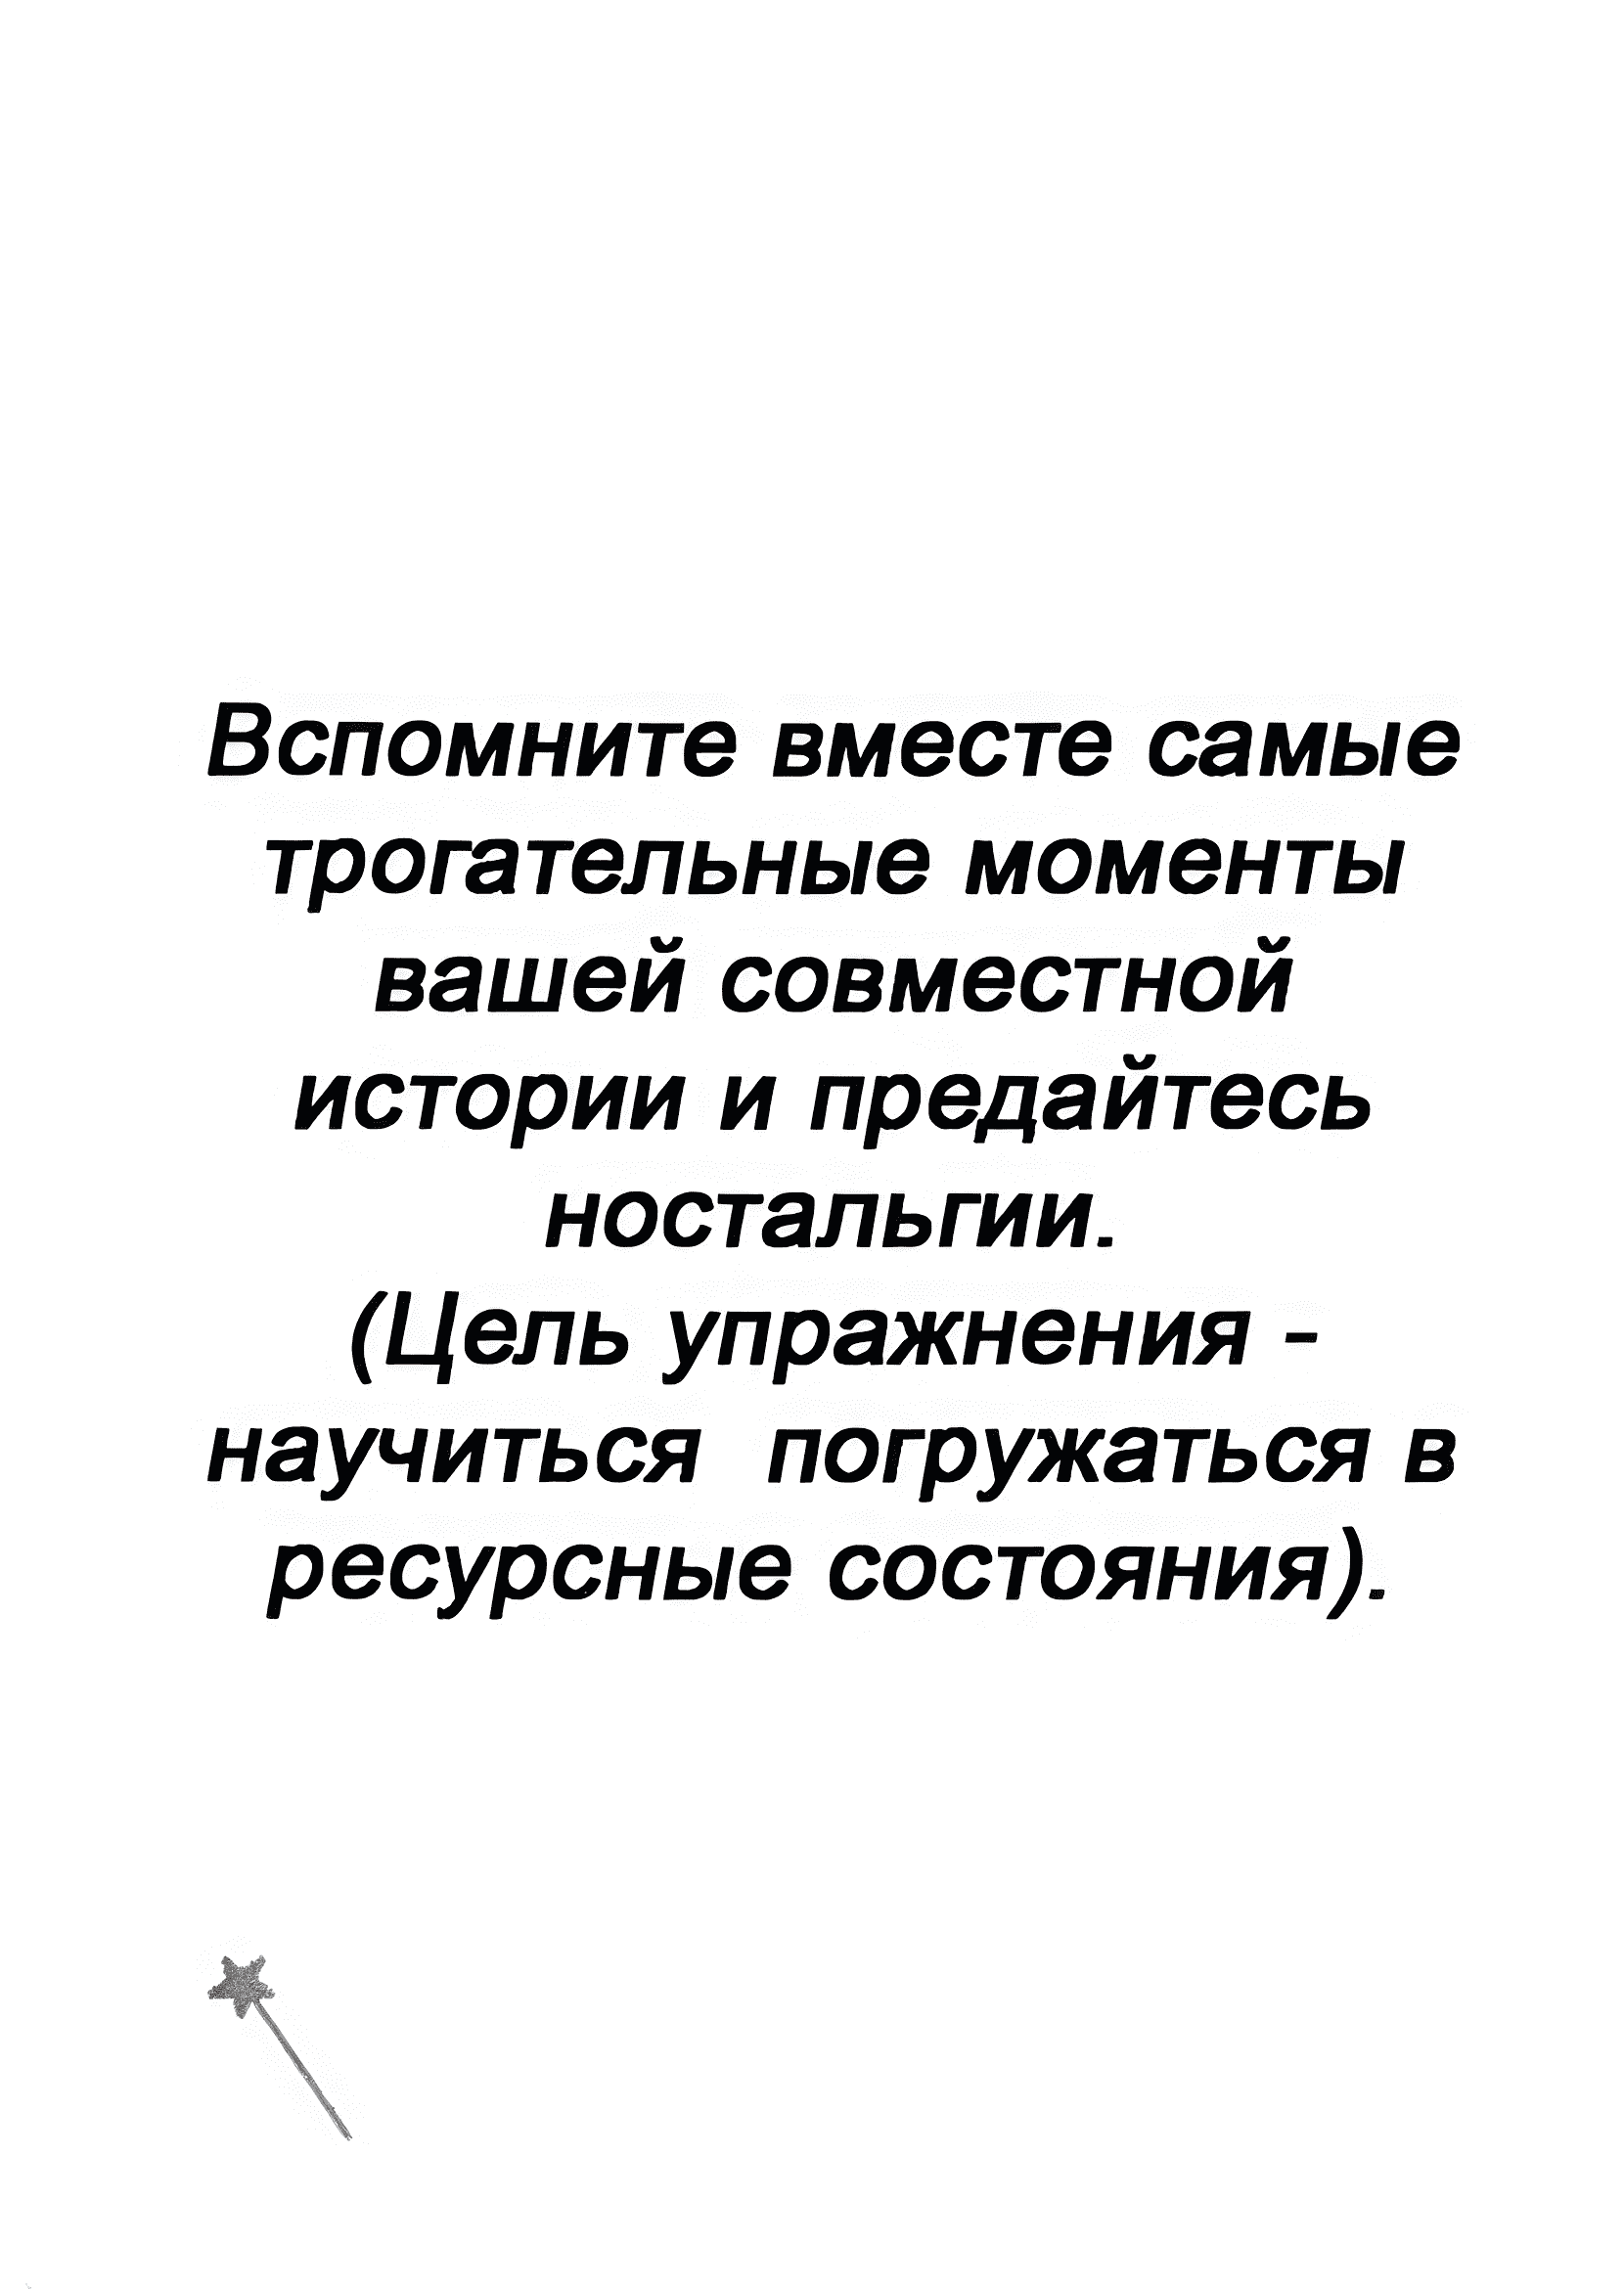 Вспомните вместе самые
трогательные моменты
вашей совместной
истории и предайтесь
ностальгии.
(Цель упражнения -
научиться  погружаться в
ресурсные состояния).